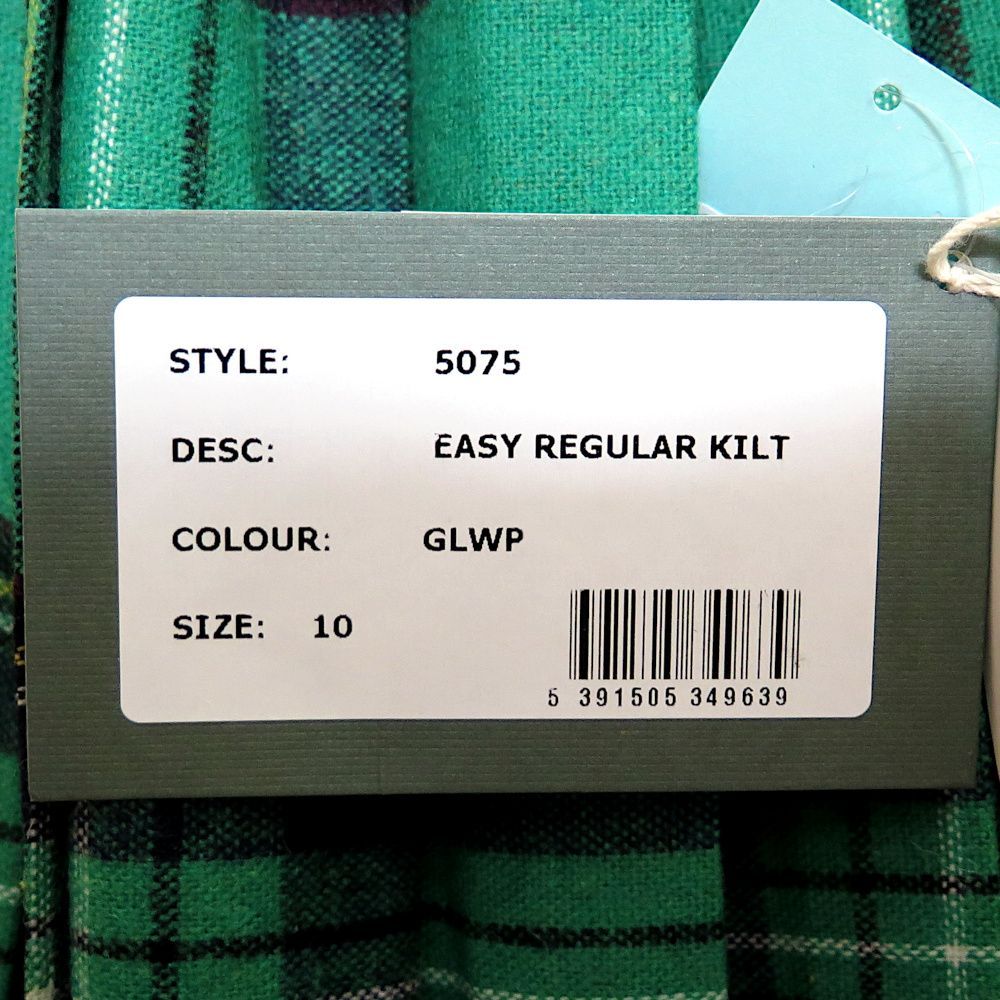 STYLE: 5075
DESC: EASY REGULAR KILT
COLOUR: GLWP
SIZE: 10
5 391505 349639